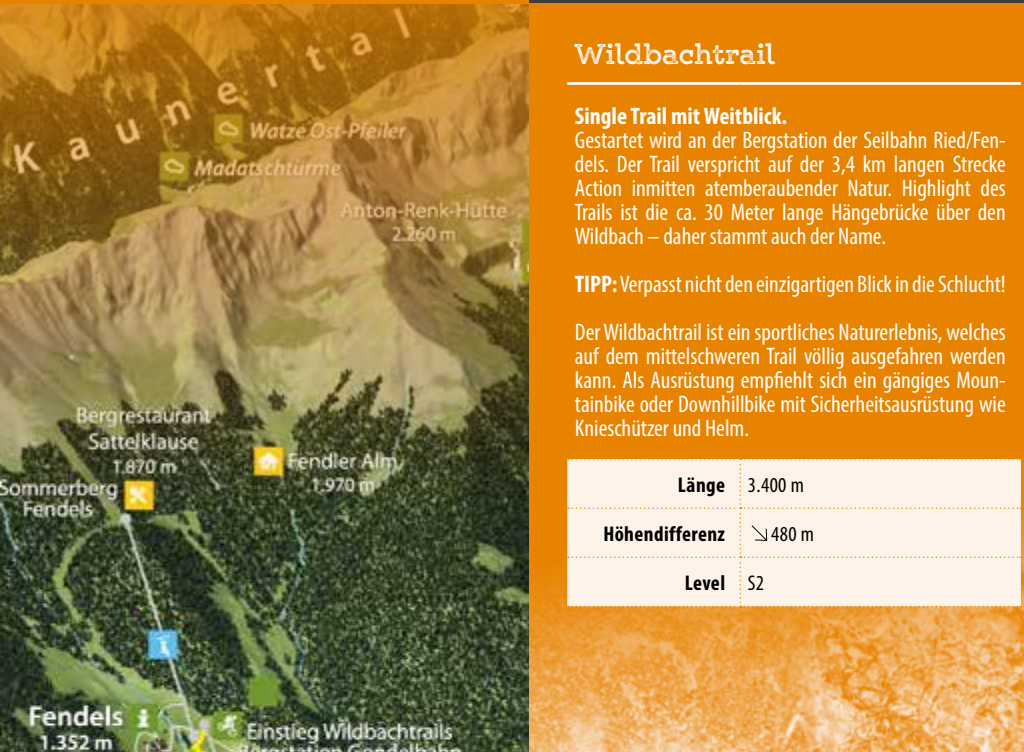 Kaunertal
Watze Ost-Pfeiler
Madatschtürme
Anton-Renk-Hütte
2.260 m
Bergrestaurant
Sattelklause
1.870 m
Fendler Alm
1.970 m
Sommerberg
Fendels
Fendels
1.352 m
Einstieg Wildbachtrails
Bergstation Gondelbahn
Wildbachtrail
Single Trail mit Weitblick.
Gestartet wird an der Bergstation der Seilbahn Ried/Fen-
dels. Der Trail verspricht auf der 3,4 km langen Strecke
Action inmitten atemberaubender Natur. Highlight des
Trails ist die ca. 30 Meter lange Hängebrücke über den
Wildbach – daher stammt auch der Name.
TIPP: Verpasst nicht den einzigartigen Blick in die Schlucht!
Der Wildbachtrail ist ein sportliches Naturerlebnis, welches
auf dem mittelschweren Trail völlig ausgefahren werden
kann. Als Ausrüstung empfiehlt sich ein gängiges Moun-
tainbike oder Downhillbike mit Sicherheitsausrüstung wie
Knieschützer und Helm.
Länge 3.400 m
Höhendifferenz ↘ 480 m
Level S2